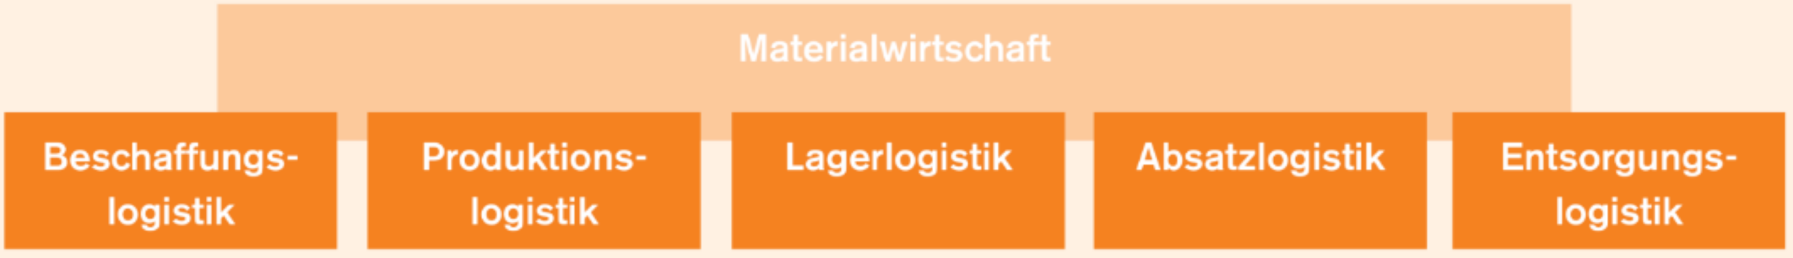 Materialwirtschaft
Beschaffungs-
logistik
Produktions-
logistik
Lagerlogistik
Absatzlogistik
Entsorgungs-
logistik